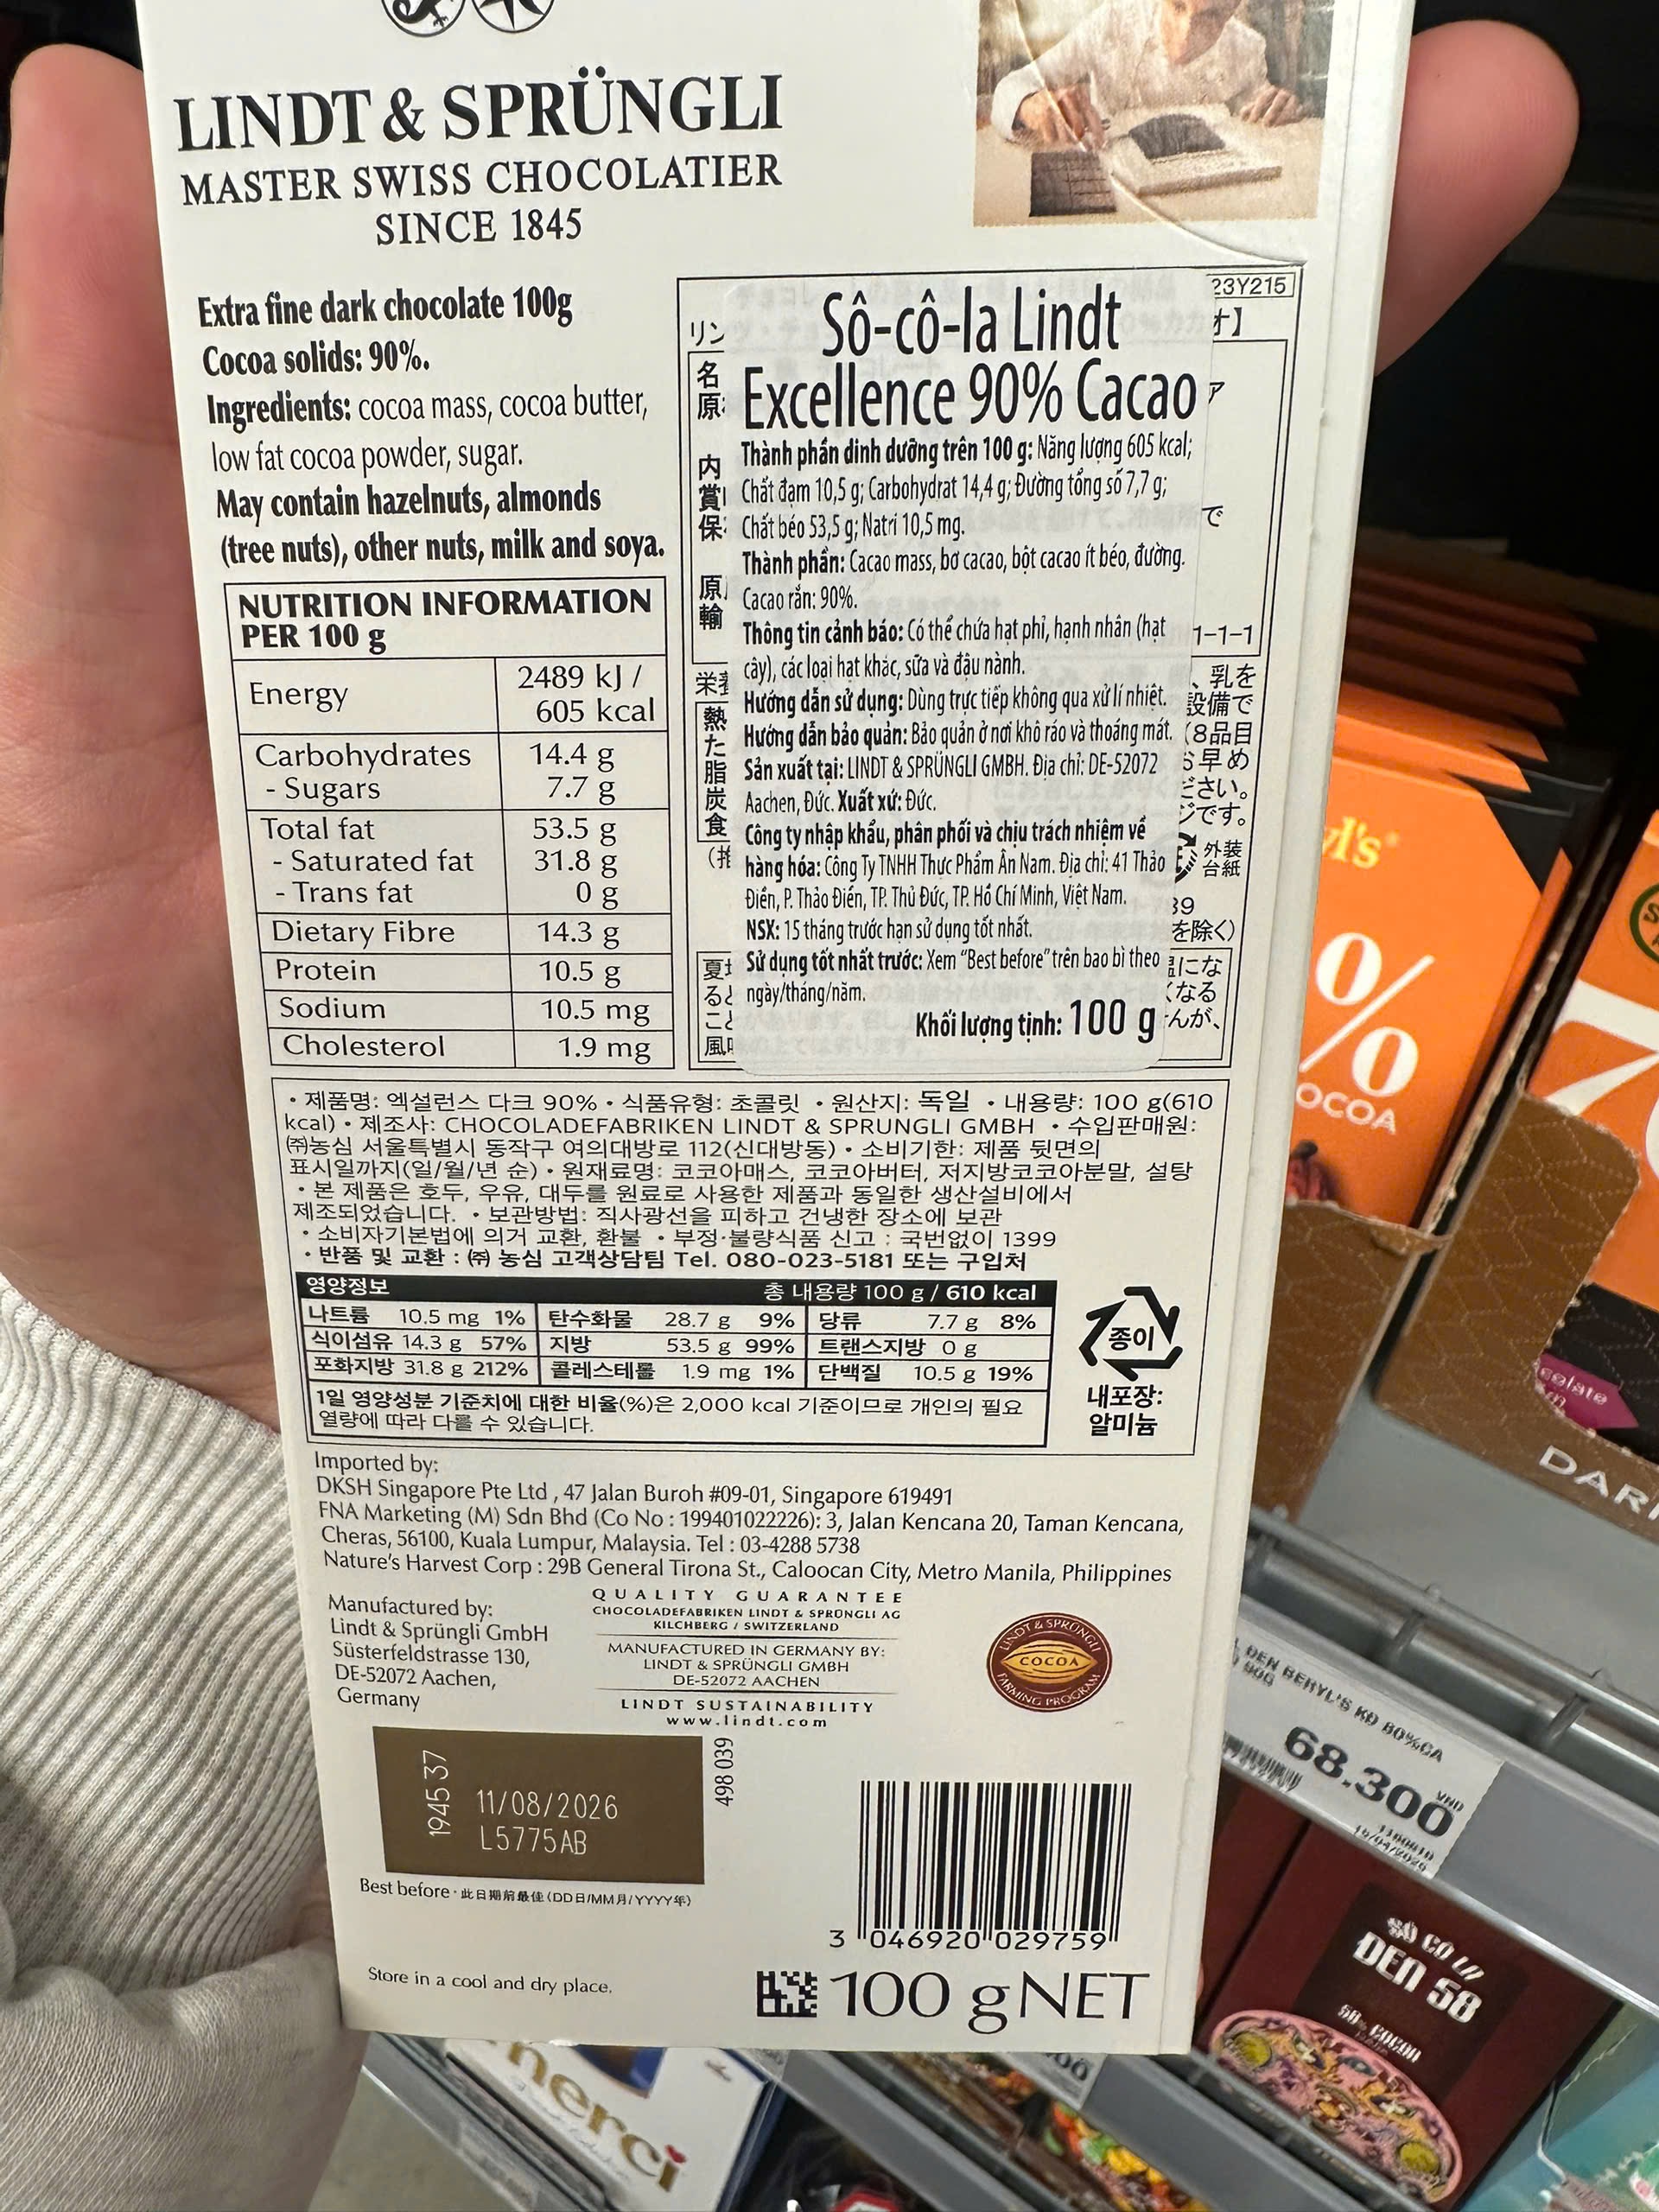 LINDT & SPRÜNGLI
MASTER SWISS CHOCOLATIER
SINCE 1845
Extra fine dark chocolate 100g
Cocoa solids: 90%.
Ingredients: cocoa mass, cocoa butter,
low fat cocoa powder, sugar.
May contain hazelnuts, almonds
(tree nuts), other nuts, milk and soya.
NUTRITION INFORMATION
PER 100 g
Energy 2489 kJ /
605 kcal
Carbohydrates 14.4 g
- Sugars 7.7 g
Total fat 53.5 g
- Saturated fat 31.8 g
- Trans fat 0 g
Dietary Fibre 14.3 g
Protein 10.5 g
Sodium 10.5 mg
Cholesterol 1.9 mg
23Y215
Sô-cô-la Lindt
Excellence 90% Cacao
Thành phần dinh dưỡng trên 100 g: Năng lượng 605 kcal;
Chất đạm 10,5 g; Carbohydrat 14,4 g; Đường tổng số 7,7 g;
Chất béo 53,5 g; Natri 10,5 mg.
Thành phần: Cacao mass, bơ cacao, bột cacao ít béo, đường.
Cacao rắn: 90%.
Thông tin cảnh báo: Có thể chứa hạt phỉ, hạnh nhân (hạt
cây), các loại hạt khác, sữa và đậu nành.
Hướng dẫn sử dụng: Dùng trực tiếp không qua xử lí nhiệt.
Hướng dẫn bảo quản: Bảo quản ở nơi khô ráo và thoáng mát.
Sản xuất tại: LINDT & SPRÜNGLI GMBH. Địa chỉ: DE-52072
Aachen, Đức. Xuất xứ: Đức.
Công ty nhập khẩu, phân phối và chịu trách nhiệm về
hàng hóa: Công Ty TNHH Thực Phẩm Ân Nam. Địa chỉ: 41 Thảo
Điền, P. Thảo Điền, TP. Thủ Đức, TP. Hồ Chí Minh, Việt Nam.
NSX: 15 tháng trước hạn sử dụng tốt nhất.
Sử dụng tốt nhất trước: Xem "Best before" trên bao bì theo
ngày/tháng/năm.
Khối lượng tịnh: 100 g
• 제품명: 엑설런스 다크 90% • 식품유형: 초콜릿 • 원산지: 독일 • 내용량: 100 g(610
kcal) • 제조사: CHOCOLADEFABRIKEN LINDT & SPRUNGLI GMBH • 수입판매원:
㈜농심 서울특별시 동작구 여의대방로 112(신대방동) • 소비기한: 제품 뒷면의
표시일까지(일/월/년 순) • 원재료명: 코코아매스, 코코아버터, 저지방코코아분말, 설탕
• 본 제품은 호두, 우유, 대두를 원료로 사용한 제품과 동일한 생산설비에서
제조되었습니다. • 보관방법: 직사광선을 피하고 건냉한 장소에 보관
• 소비자기본법에 의거 교환, 환불 • 부정·불량식품 신고 : 국번없이 1399
• 반품 및 교환 : ㈜ 농심 고객상담팀 Tel. 080-023-5181 또는 구입처
영양정보 총 내용량 100 g / 610 kcal
나트륨 10.5 mg 1% 탄수화물 28.7 g 9% 당류 7.7 g 8%
식이섬유 14.3 g 57% 지방 53.5 g 99% 트랜스지방 0 g
포화지방 31.8 g 212% 콜레스테롤 1.9 mg 1% 단백질 10.5 g 19%
1일 영양성분 기준치에 대한 비율(%)은 2,000 kcal 기준이므로 개인의 필요
열량에 따라 다를 수 있습니다.
종이
내포장:
알미늄
Imported by:
DKSH Singapore Pte Ltd , 47 Jalan Buroh #09-01, Singapore 619491
FNA Marketing (M) Sdn Bhd (Co No : 199401022226): 3, Jalan Kencana 20, Taman Kencana,
Cheras, 56100, Kuala Lumpur, Malaysia. Tel : 03-4288 5738
Nature's Harvest Corp : 29B General Tirona St., Caloocan City, Metro Manila, Philippines
Manufactured by:
Lindt & Sprüngli GmbH
Süsterfeldstrasse 130,
DE-52072 Aachen,
Germany
QUALITY GUARANTEE
CHOCOLADEFABRIKEN LINDT & SPRÜNGLI AG
KILCHBERG / SWITZERLAND
MANUFACTURED IN GERMANY BY:
LINDT & SPRÜNGLI GMBH
DE-52072 AACHEN
LINDT SUSTAINABILITY
www.lindt.com
LINDT & SPRÜNGLI
COCOA
FARMING PROGRAM
1945 37
11/08/2026
L5775AB
498 039
Best before · 此日期前最佳 (DD日/MM月/YYYY年)
3 046920 029759
Store in a cool and dry place.
100 g NET
yl's
%
OCOA
7
DAR
68.300 VND
SÔ CÔ LA
ĐEN 58
merci